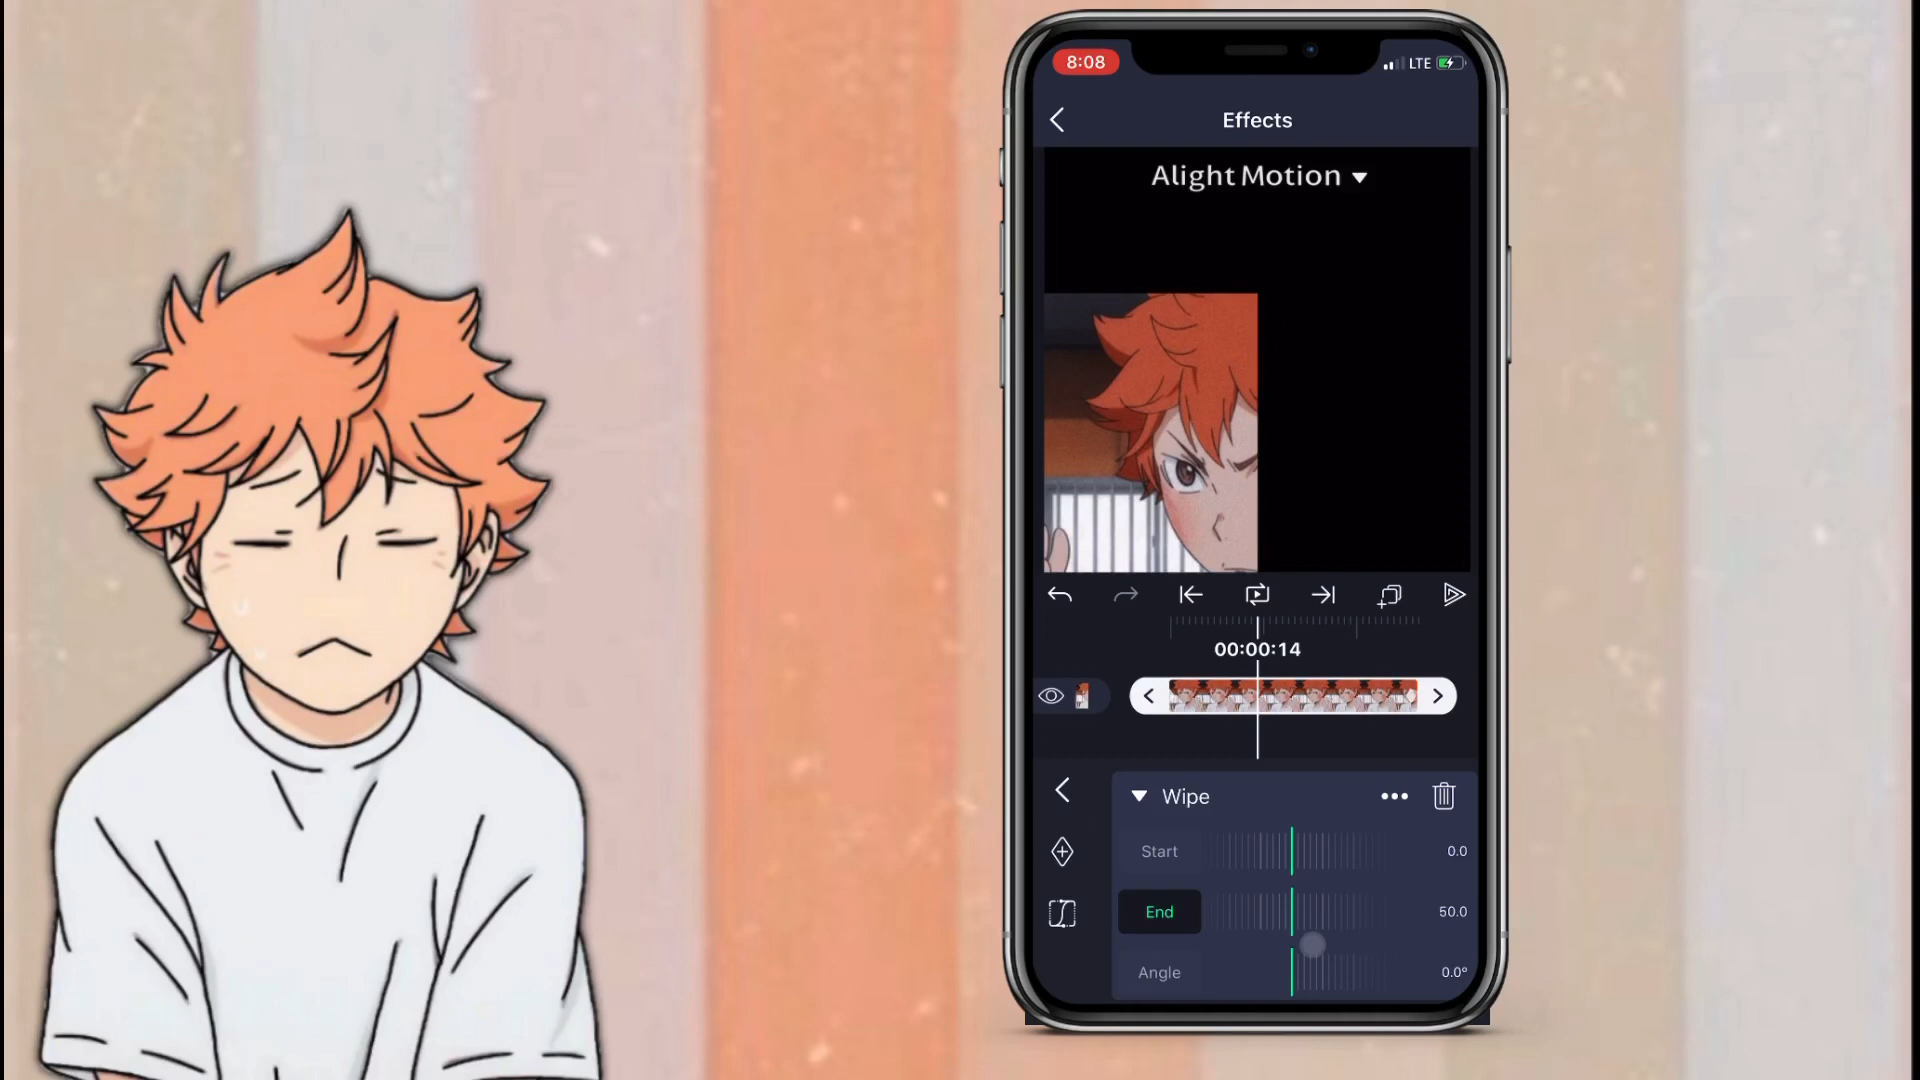 8:08
LTE
Effects
Alight Motion
00:00:14
Wipe
Start 0.0
End 50.0
Angle 0.0°